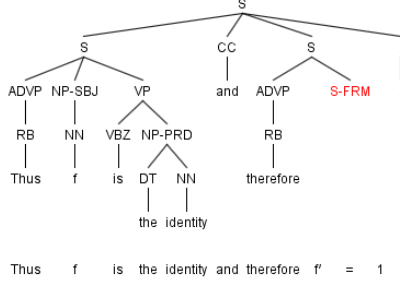 S
S CC S
ADVP NP-SBJ VP and ADVP S-FRM
RB NN VBZ NP-PRD RB
Thus f is DT NN therefore
the identity
Thus f is the identity and therefore f′ = 1